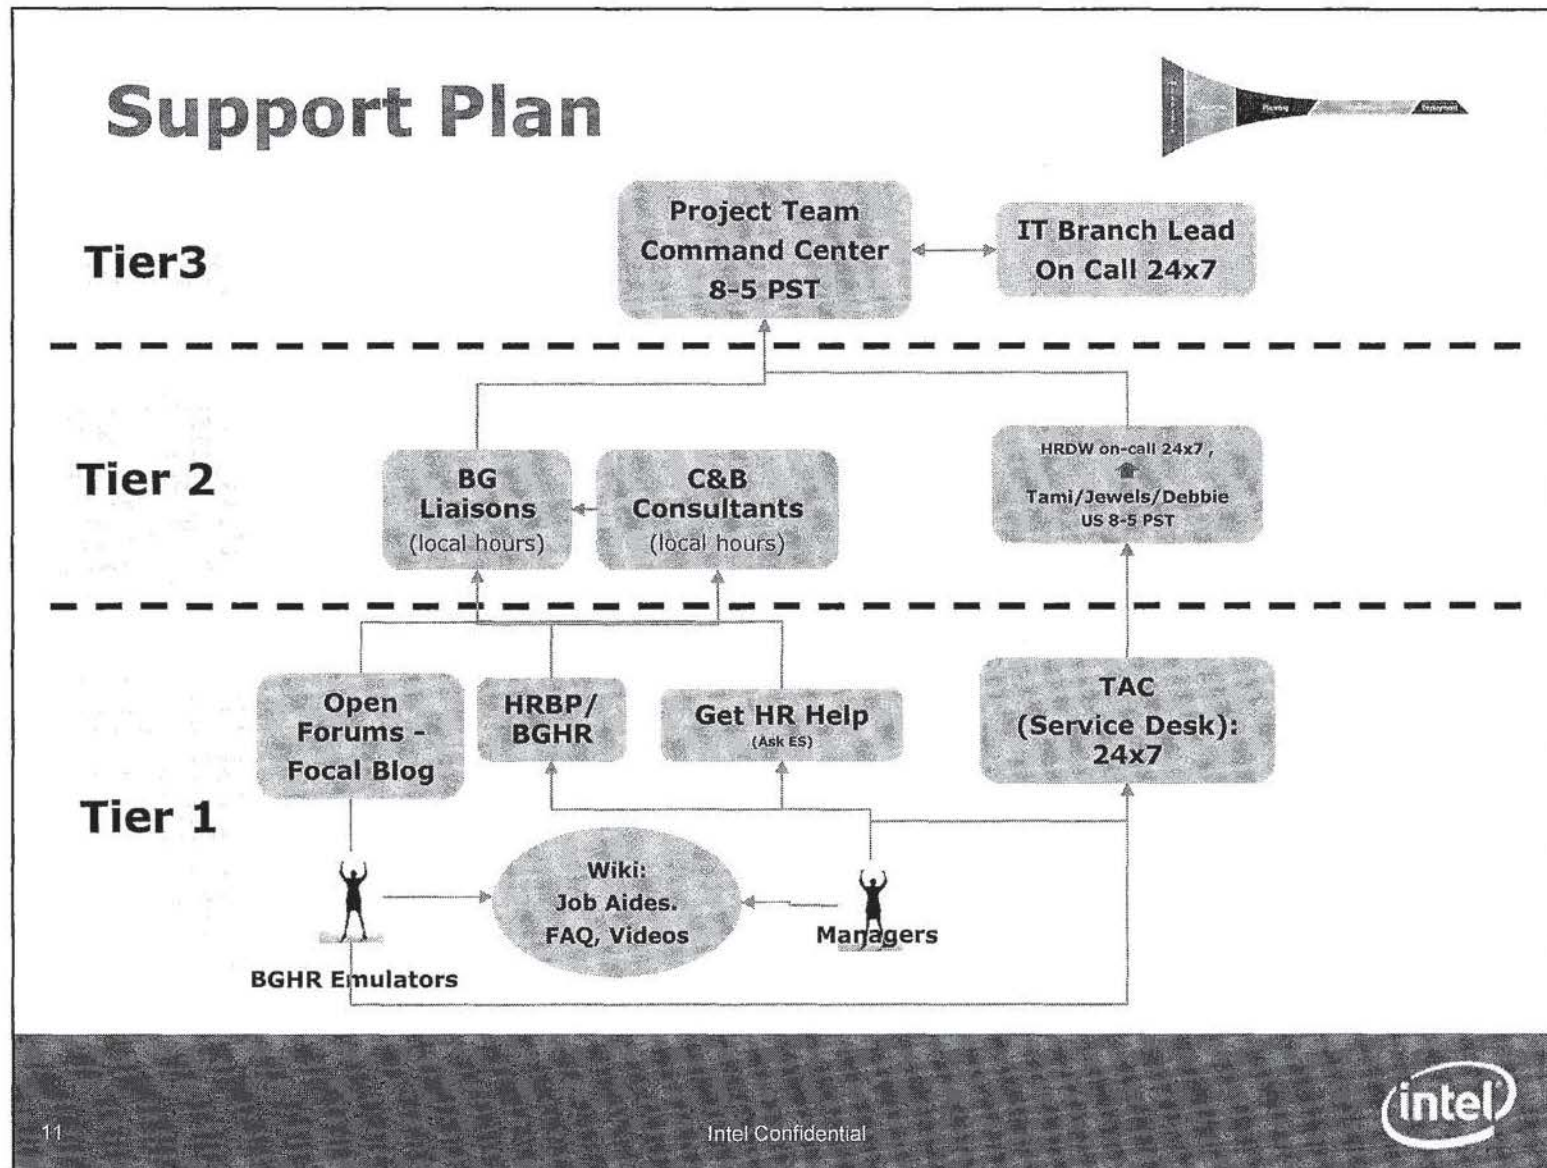 Support Plan
Planning
Deployment
Tier3
Project Team
Command Center
8-5 PST
IT Branch Lead
On Call 24x7
Tier 2
BG
Liaisons
(local hours)
C&B
Consultants
(local hours)
HRDW on-call 24x7 ,
Tami/Jewels/Debbie
US 8-5 PST
Tier 1
Open
Forums -
Focal Blog
HRBP/
BGHR
Get HR Help
(Ask ES)
TAC
(Service Desk):
24x7
Wiki:
Job Aides.
FAQ, Videos
BGHR Emulators
Managers
11
Intel Confidential
intel